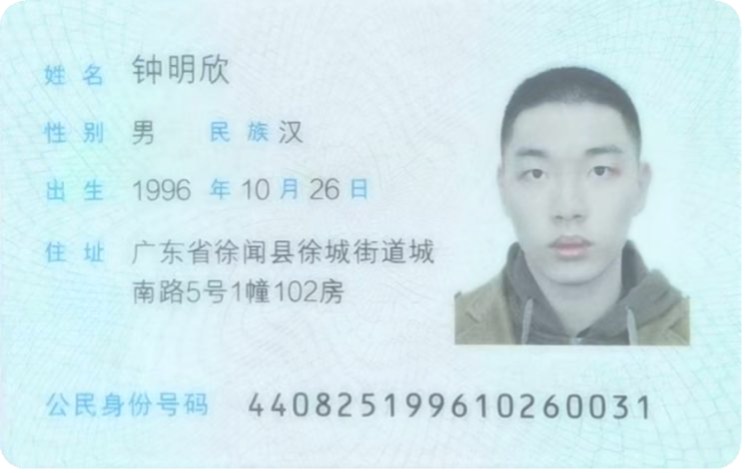 姓名 钟明欣
性别 男 民族 汉
出生 1996 年 10 月 26 日
住址 广东省徐闻县徐城街道城
南路5号1幢102房
公民身份号码 440825199610260031